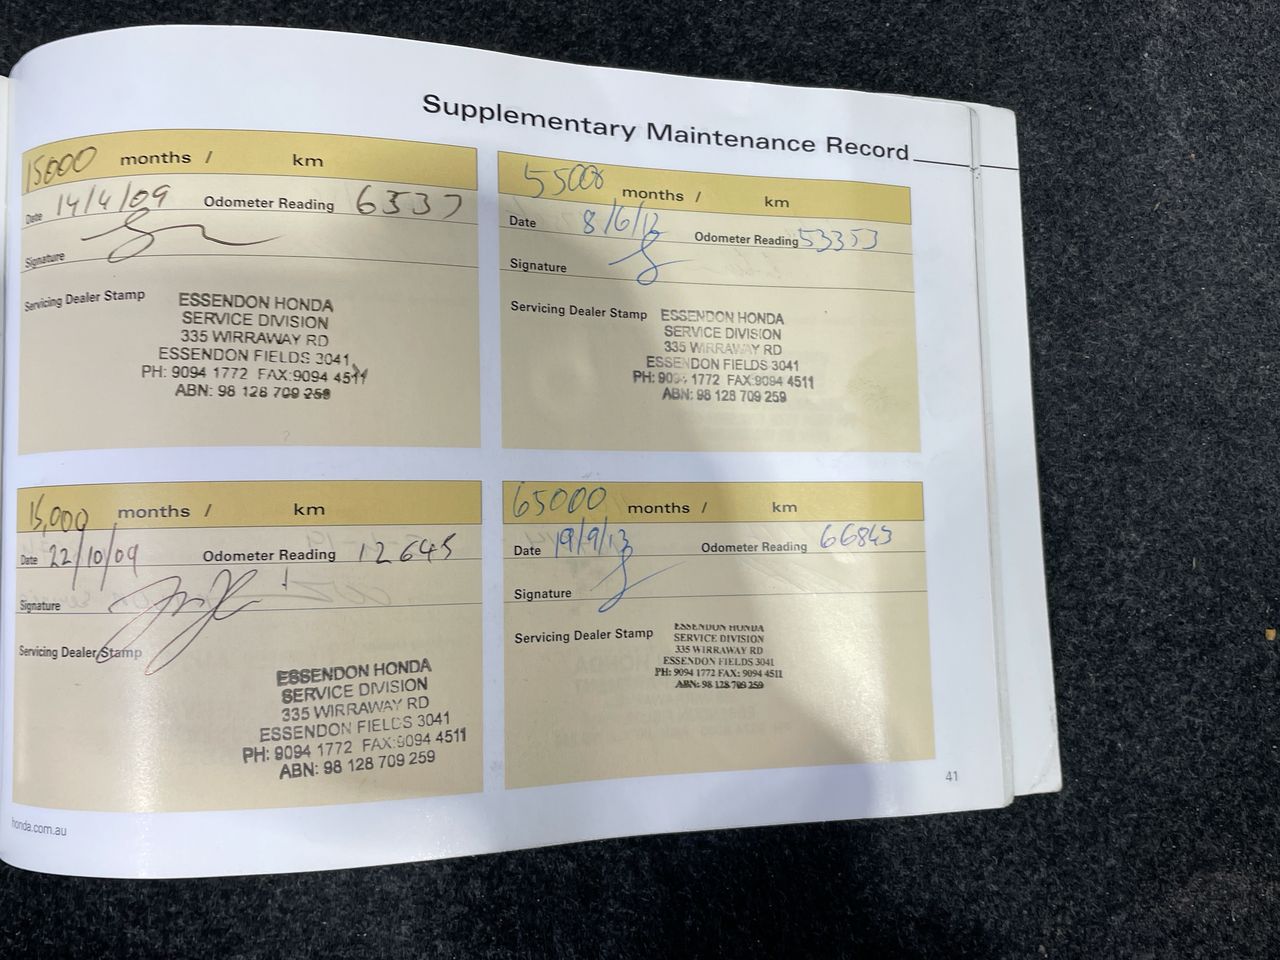 Supplementary Maintenance Record
15000 months / km
Date 14/4/09 Odometer Reading 6337
Signature
Servicing Dealer Stamp
ESSENDON HONDA
SERVICE DIVISION
335 WIRRAWAY RD
ESSENDON FIELDS 3041
PH: 9094 1772 FAX:9094 4511
ABN: 98 128 709 259
55000 months / km
Date 8/6/12 Odometer Reading 53353
Signature
Servicing Dealer Stamp
ESSENDON HONDA
SERVICE DIVISION
335 WIRRAWAY RD
ESSENDON FIELDS 3041
PH: 9094 1772 FAX:9094 4511
ABN: 98 128 709 259
15,000 months / km
Date 22/10/09 Odometer Reading 12645
Signature
Servicing Dealer Stamp
ESSENDON HONDA
SERVICE DIVISION
335 WIRRAWAY RD
ESSENDON FIELDS 3041
PH: 9094 1772 FAX:9094 4511
ABN: 98 128 709 259
65000 months / km
Date 19/9/13 Odometer Reading 66843
Signature
Servicing Dealer Stamp
ESSENDON HONDA
SERVICE DIVISION
335 WIRRAWAY RD
ESSENDON FIELDS 3041
PH: 9094 1772 FAX: 9094 4511
ABN: 98 128 709 259
honda.com.au
41